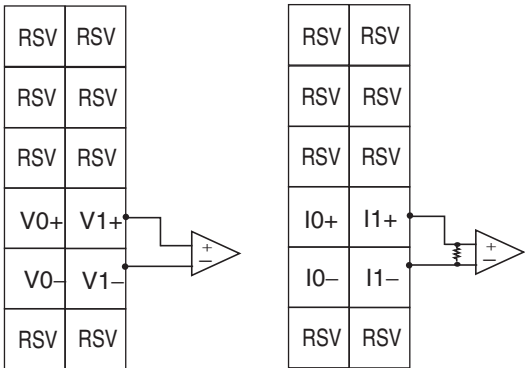 RSV RSV RSV RSV
RSV RSV RSV RSV
RSV RSV RSV RSV
V0+ V1+ + I0+ I1+ +
V0– V1– – I0– I1– –
RSV RSV RSV RSV